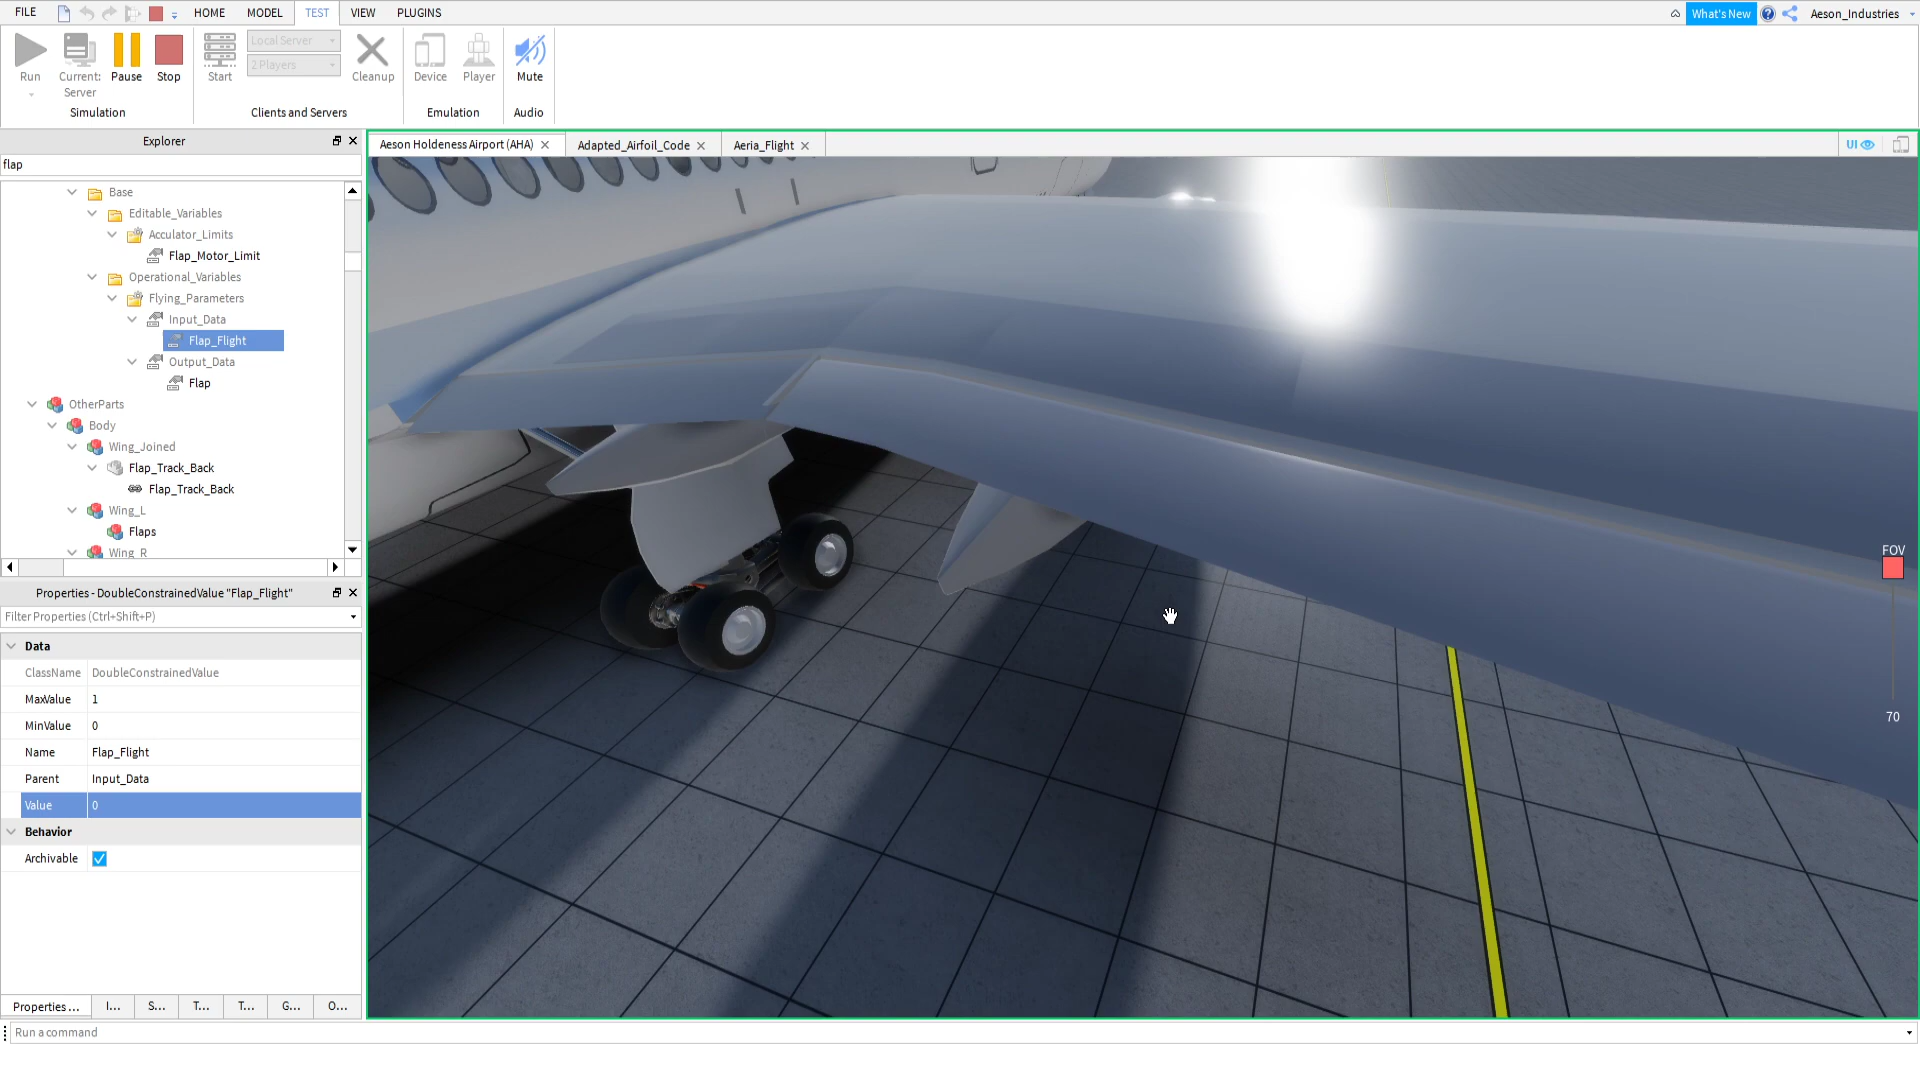 FILE HOME MODEL TEST VIEW PLUGINS What's New Aeson_Industries
Run Current: Server Pause Stop Start Local Server 2 Players Cleanup Device Player Mute
Simulation Clients and Servers Emulation Audio
Explorer
flap
Base
Editable_Variables
Acculator_Limits
Flap_Motor_Limit
Operational_Variables
Flying_Parameters
Input_Data
Flap_Flight
Output_Data
Flap
OtherParts
Body
Wing_Joined
Flap_Track_Back
Flap_Track_Back
Wing_L
Flaps
Wing_R
Aeson Holdeness Airport (AHA) Adapted_Airfoil_Code Aeria_Flight UI
FOV
70
Properties - DoubleConstrainedValue "Flap_Flight"
Filter Properties (Ctrl+Shift+P)
Data
ClassName DoubleConstrainedValue
MaxValue 1
MinValue 0
Name Flap_Flight
Parent Input_Data
Value 0
Behavior
Archivable
Properties ... I... S... T... T... G... O...
Run a command